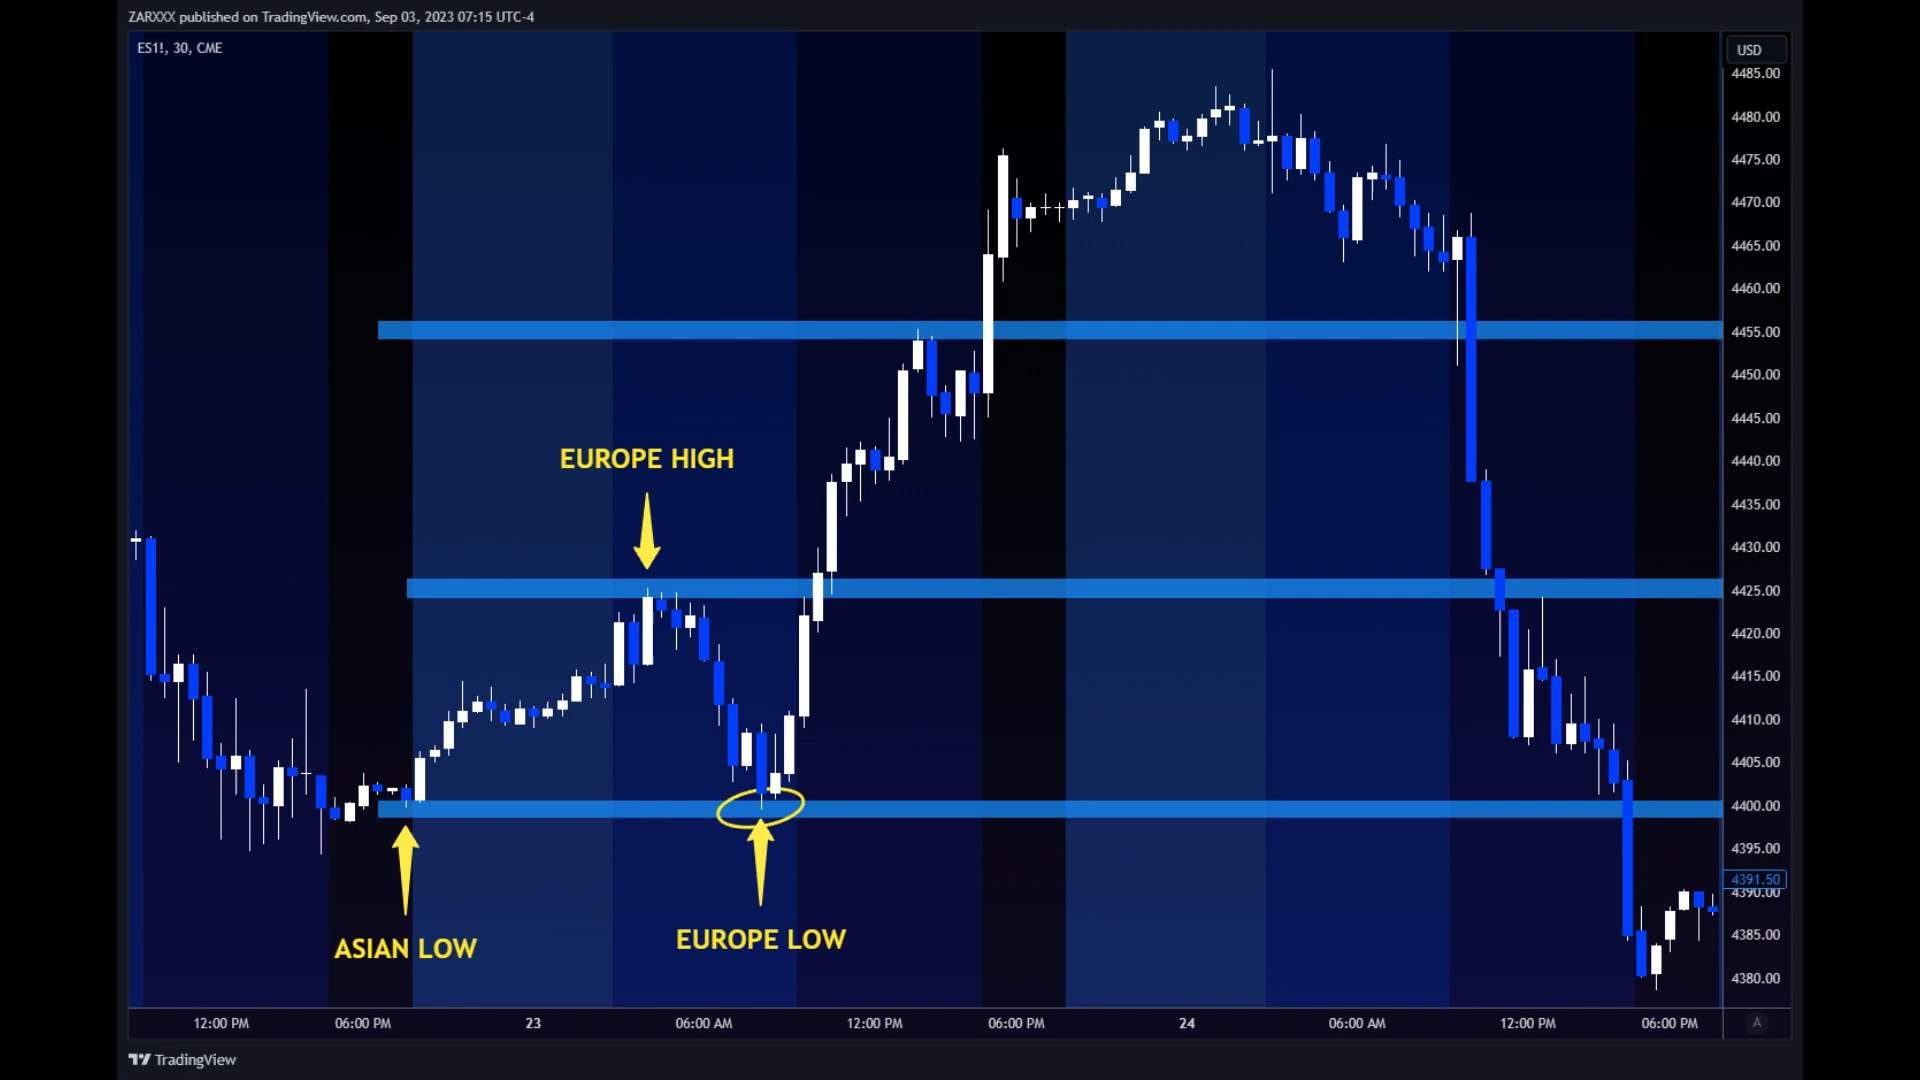 ZARXXX published on TradingView.com, Sep 03, 2023 07:15 UTC-4
ES1!, 30, CME
USD
4485.00
4480.00
4475.00
4470.00
4465.00
4460.00
4455.00
4450.00
4445.00
4440.00
4435.00
4430.00
4425.00
4420.00
4415.00
4410.00
4405.00
4400.00
4395.00
4391.50
4390.00
4385.00
4380.00
EUROPE HIGH
EUROPE LOW
ASIAN LOW
12:00 PM 06:00 PM 23 06:00 AM 12:00 PM 06:00 PM 24 06:00 AM 12:00 PM 06:00 PM A
TradingView